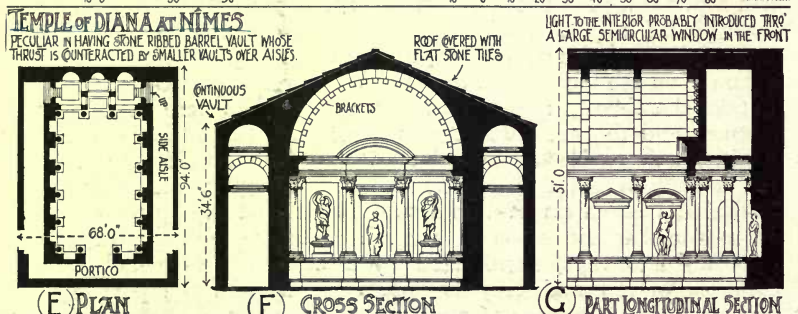 TEMPLE OF DIANA AT NÎMES
PECULIAR IN HAVING STONE RIBBED BARREL VAULT WHOSE
THRUST IS COUNTERACTED BY SMALLER VAULTS OVER AISLES.
UP
SIDE AISLE
94.0"
68'.0"
PORTICO
(E) PLAN
CONTINUOUS
VAULT
ROOF COVERED WITH
FLAT STONE TILES
BRACKETS
34'.6"
(F) CROSS SECTION
LIGHT TO THE INTERIOR PROBABLY INTRODUCED THRO'
A LARGE SEMICIRCULAR WINDOW IN THE FRONT
51'.0
(G) PART LONGITUDINAL SECTION